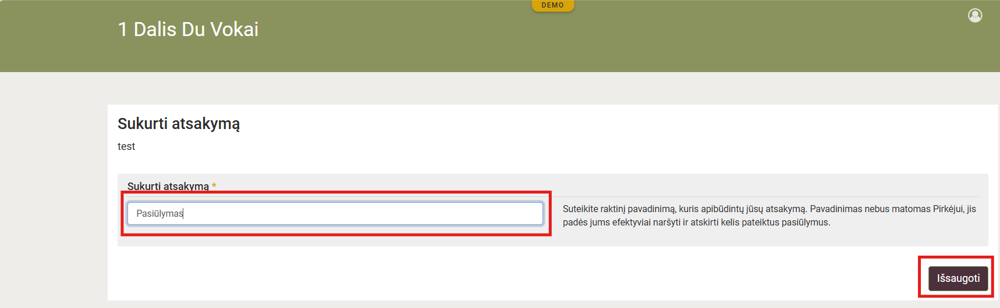 DEMO
1 Dalis Du Vokai
Sukurti atsakymą
test
Sukurti atsakymą *
Pasiūlymas
Suteikite raktinį pavadinimą, kuris apibūdintų jūsų atsakymą. Pavadinimas nebus matomas Pirkėjui, jis
padės jums efektyviai naršyti ir atskirti kelis pateiktus pasiūlymus.
Išsaugoti